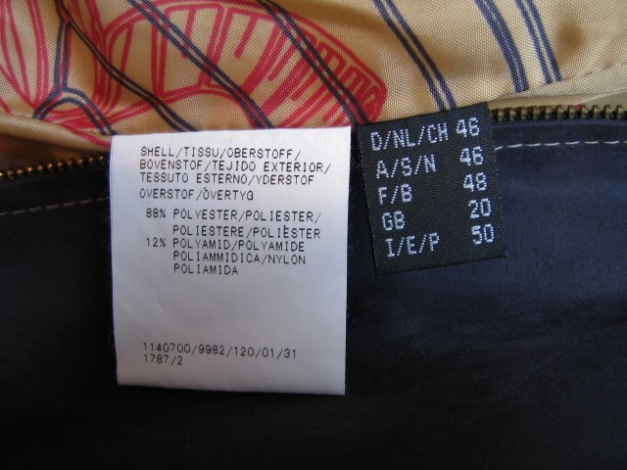 SHELL/TISSU/OBERSTOFF/
BOVENSTOF/TEJIDO EXTERIOR/
TESSUTO ESTERNO/YDERSTOF
OVERSTOF/ÖVERTYG
88% POLYESTER/POLIESTER/
POLIESTERE/POLIÈSTER
12% POLYAMID/POLYAMIDE
POLIAMMIDICA/NYLON
POLIAMIDA
1140700/9982/120/01/31
1787/2
D/NL/CH 46
A/S/N 46
F/B 48
GB 20
I/E/P 50